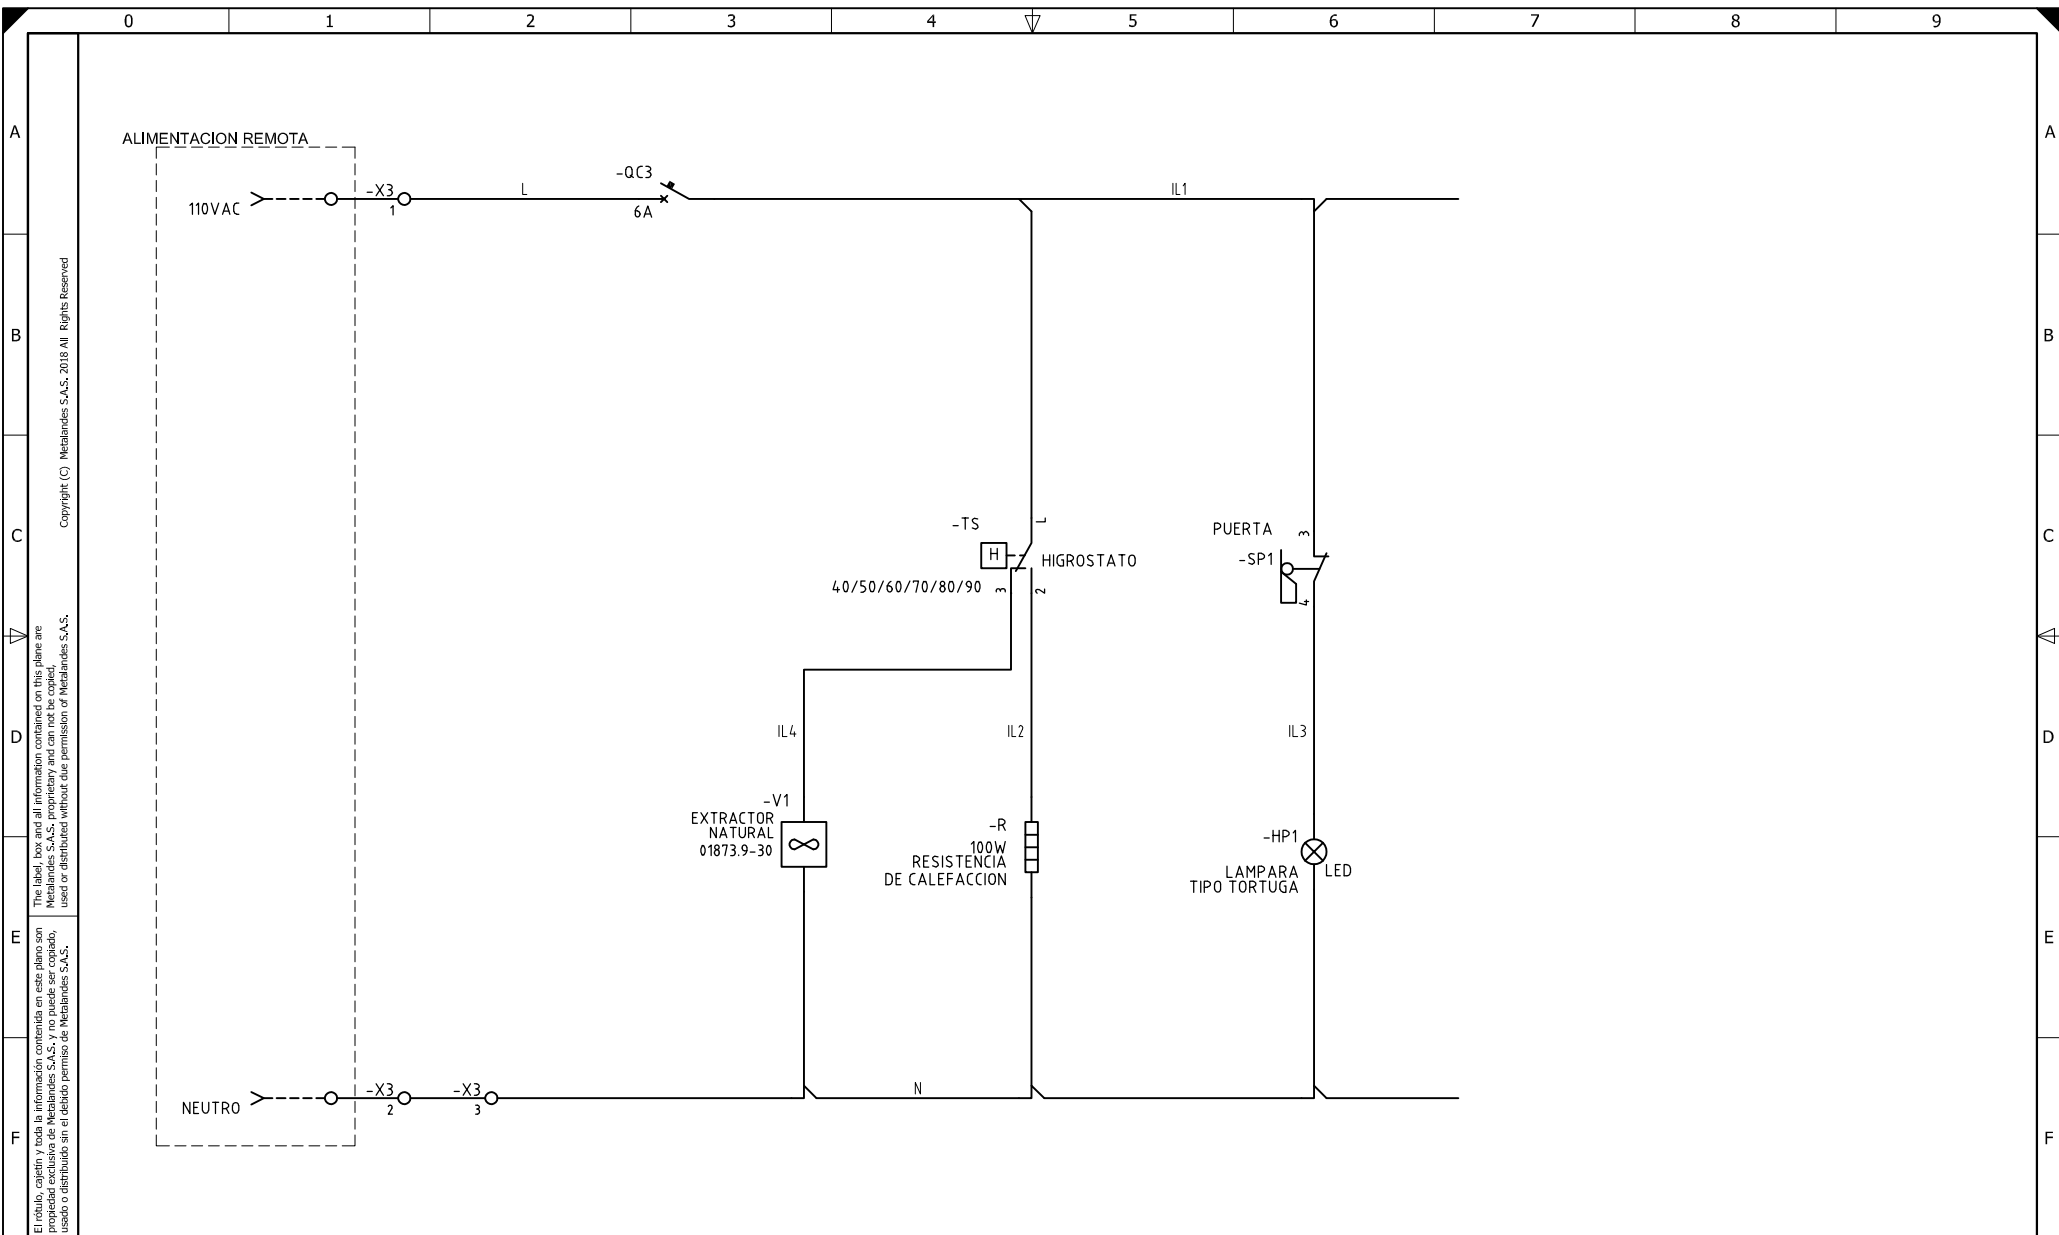 0 1 2 3 4 5 6 7 8 9
A A
ALIMENTACION REMOTA
-QC3
-X3 L IL1
110VAC 1 6A
B B
Copyright (C) Metalandes S.A.S. 2018 All Rights Reserved
C C
-TS L PUERTA 3
H HIGROSTATO -SP1
40/50/60/70/80/90 3 2 4
The label, box and all information contained on this plane are
Metalandes S.A.S. proprietary and can not be copied,
used or distributed without due permission of Metalandes S.A.S.
D D
IL4 IL2 IL3
-V1
EXTRACTOR
NATURAL
01873.9-30
-R
100W
RESISTENCIA
DE CALEFACCION
-HP1
LAMPARA
TIPO TORTUGA
LED
E E
El rótulo, cajetín y toda la información contenida en este plano son
propiedad exclusiva de Metalandes S.A.S. y no puede ser copiado,
usado o distribuido sin el debido permiso de Metalandes S.A.S.
-X3 -X3 N
NEUTRO 2 3
F F